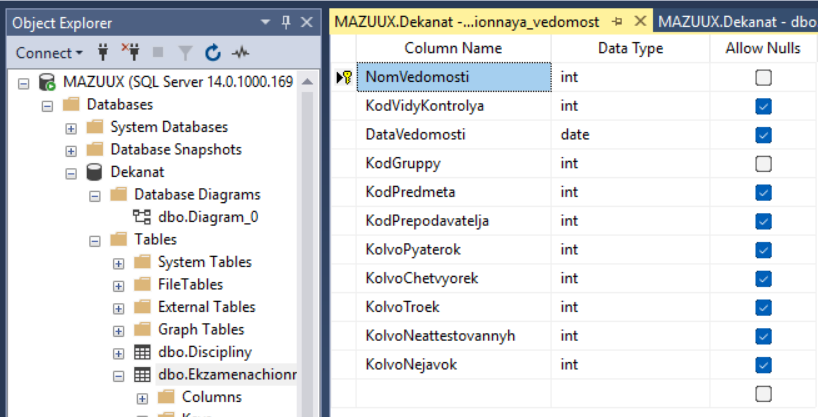 Object Explorer
Connect
MAZUUX (SQL Server 14.0.1000.169
Databases
System Databases
Database Snapshots
Dekanat
Database Diagrams
dbo.Diagram_0
Tables
System Tables
FileTables
External Tables
Graph Tables
dbo.Discipliny
dbo.Ekzamenachionr
Columns
MAZUUX.Dekanat -...ionnaya_vedomost
MAZUUX.Dekanat - dbo
Column Name Data Type Allow Nulls
NomVedomosti int
KodVidyKontrolya int
DataVedomosti date
KodGruppy int
KodPredmeta int
KodPrepodavatelja int
KolvoPyaterok int
KolvoChetvyorek int
KolvoTroek int
KolvoNeattestovannyh int
KolvoNejavok int